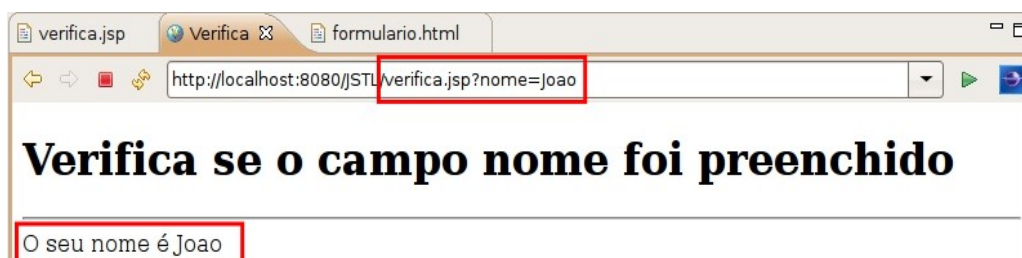 verifica.jsp Verifica formulario.html
http://localhost:8080/JSTL/verifica.jsp?nome=Joao
Verifica se o campo nome foi preenchido
O seu nome é Joao